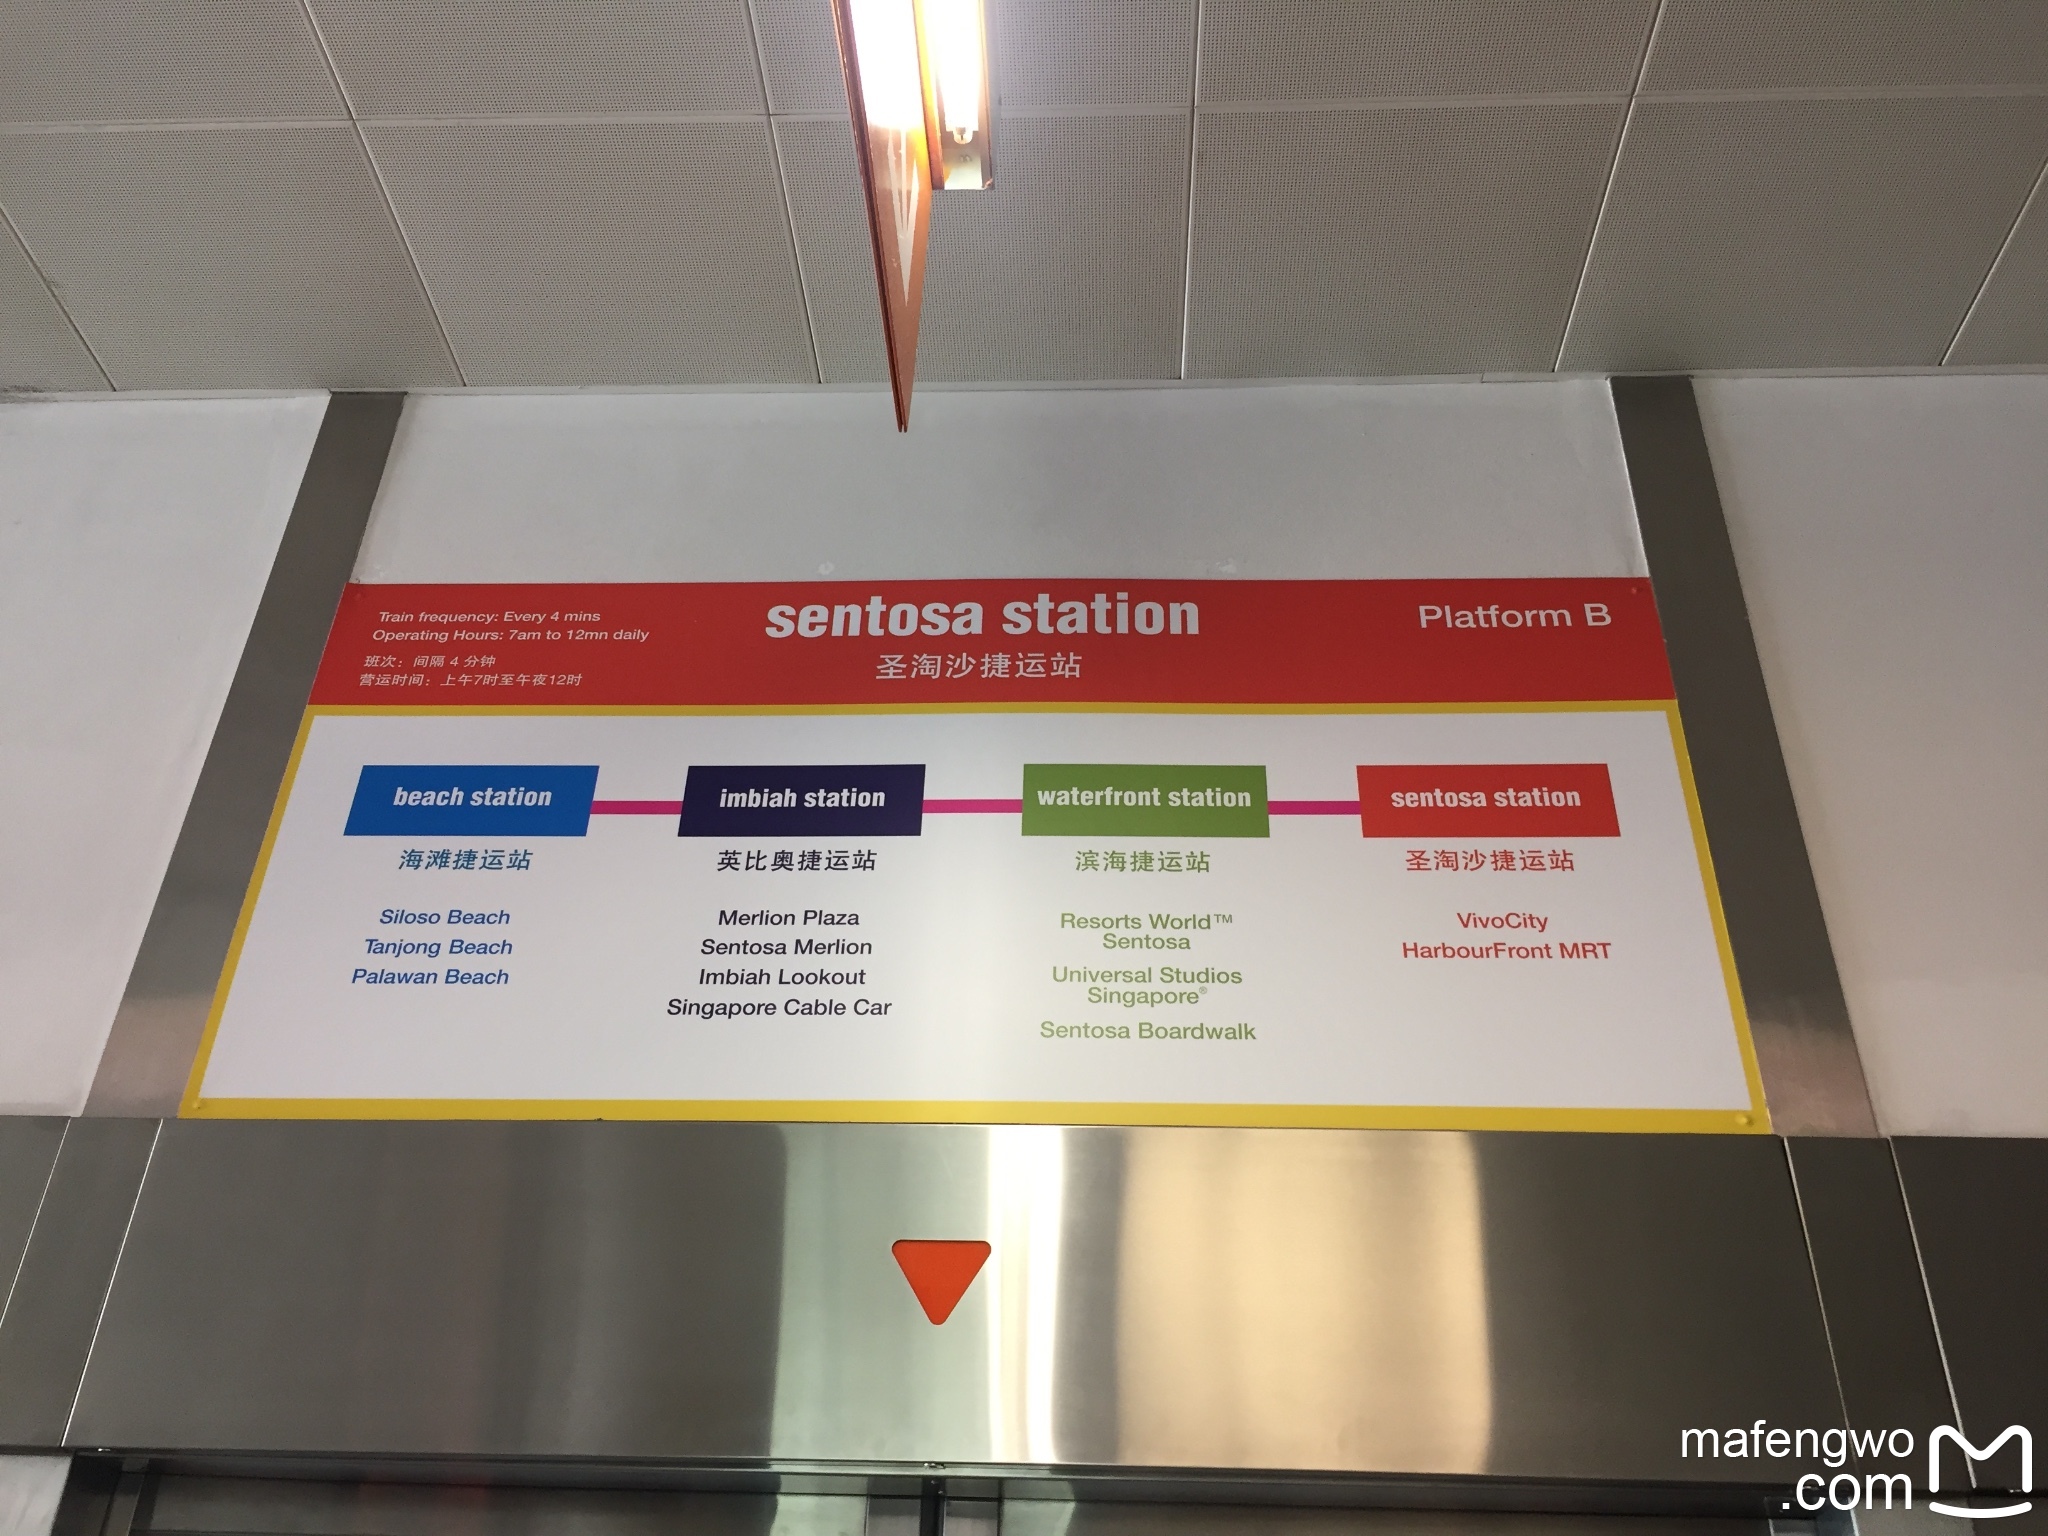 Train frequency: Every 4 mins
Operating Hours: 7am to 12mn daily
班次：间隔 4 分钟
营运时间：上午7时至午夜12时
sentosa station
圣淘沙捷运站
Platform B
beach station
海滩捷运站
Siloso Beach
Tanjong Beach
Palawan Beach
imbiah station
英比奥捷运站
Merlion Plaza
Sentosa Merlion
Imbiah Lookout
Singapore Cable Car
waterfront station
滨海捷运站
Resorts World™
Sentosa
Universal Studios
Singapore®
Sentosa Boardwalk
sentosa station
圣淘沙捷运站
VivoCity
HarbourFront MRT
mafengwo
.com